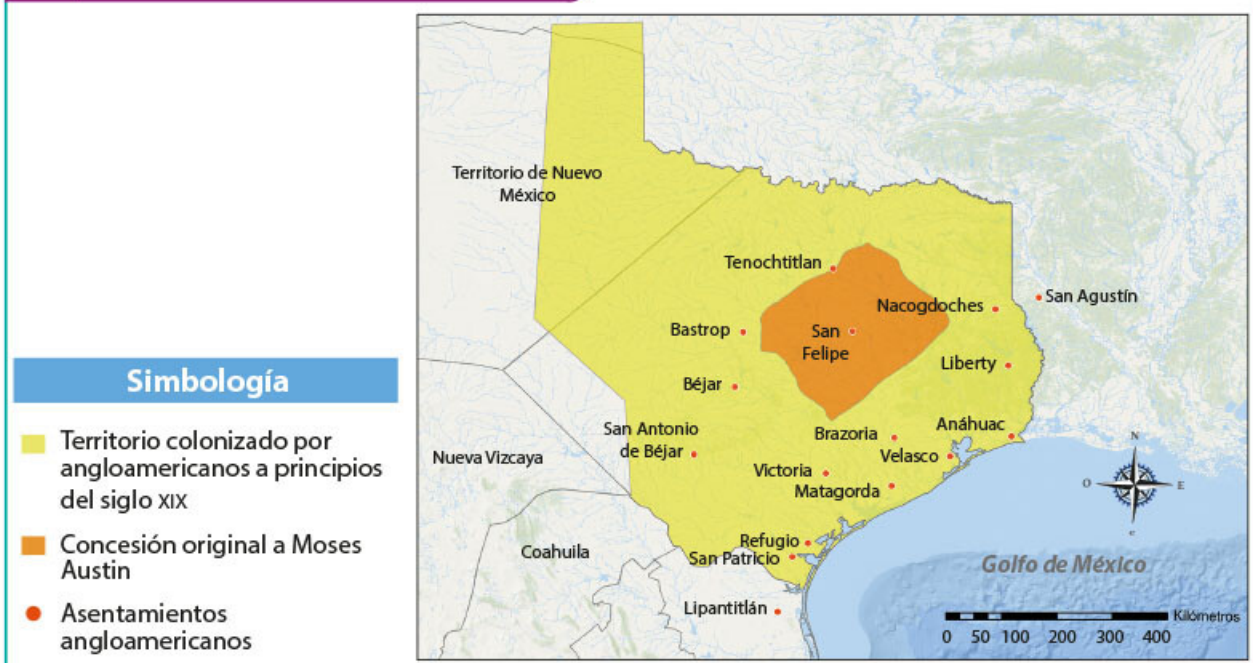 Territorio de Nuevo
México
Tenochtitlan
Nacogdoches
San Agustín
Bastrop
San
Felipe
Liberty
Béjar
San Antonio
de Béjar
Brazoria
Anáhuac
Velasco
Nueva Vizcaya
Victoria
Matagorda
N
O
E
Coahuila
Refugio
San Patricio
Golfo de México
Lipantitlán
Kilómetros
0 50 100 200 300 400
Simbología
Territorio colonizado por
angloamericanos a principios
del siglo XIX
Concesión original a Moses
Austin
Asentamientos
angloamericanos